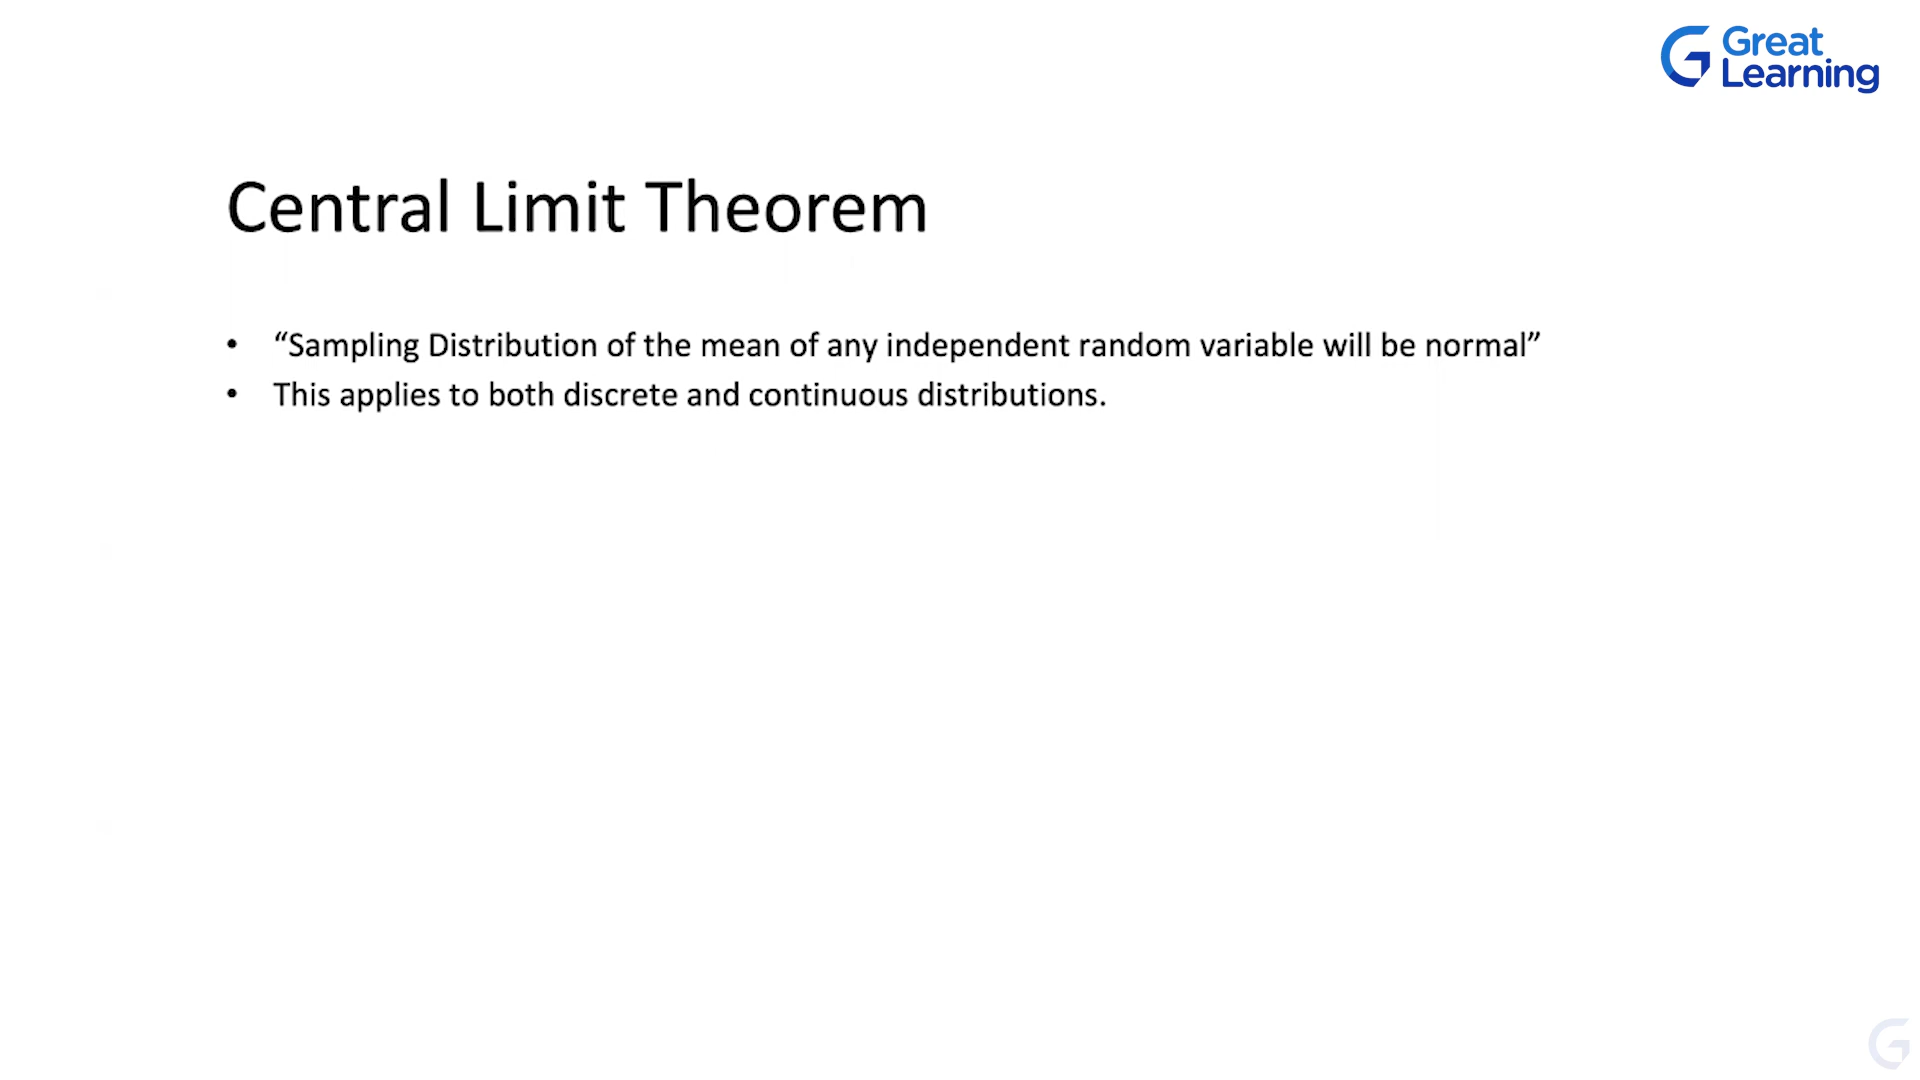 Great
Learning
Central Limit Theorem
• “Sampling Distribution of the mean of any independent random variable will be normal”
• This applies to both discrete and continuous distributions.